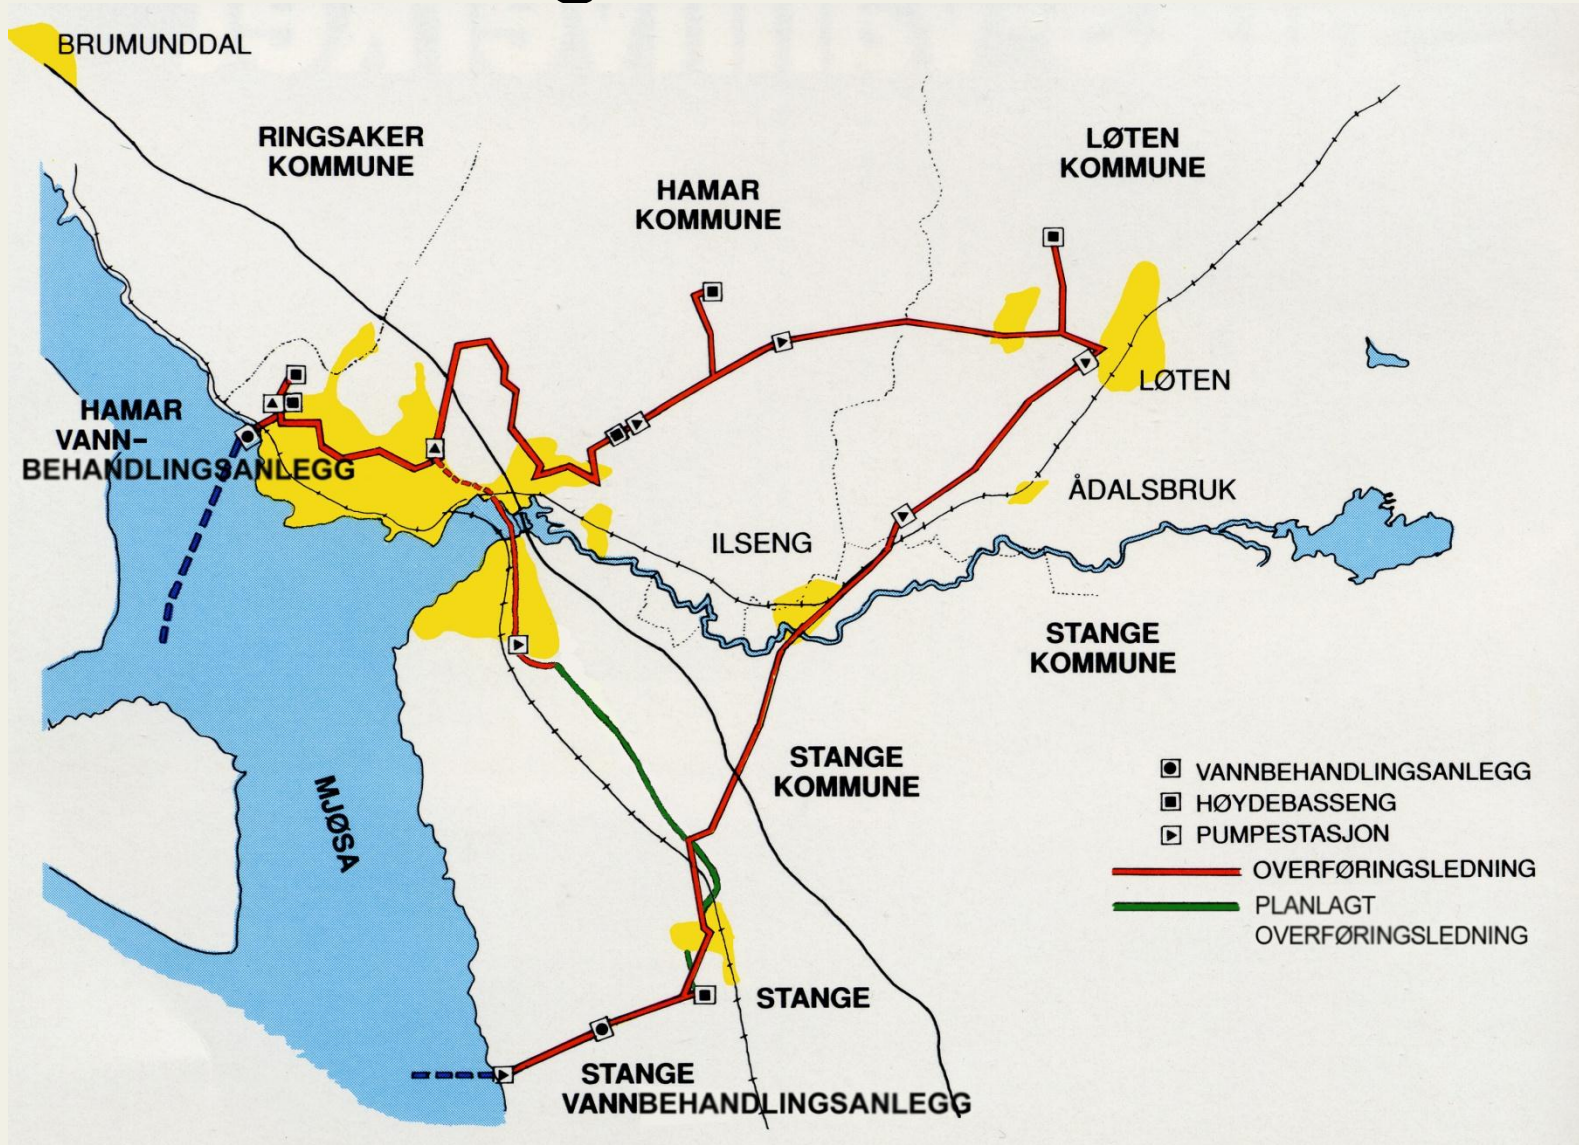 BRUMUNDDAL
RINGSAKER
KOMMUNE
HAMAR
KOMMUNE
LØTEN
KOMMUNE
HAMAR
VANN-
BEHANDLINGSANLEGG
LØTEN
ÅDALSBRUK
ILSENG
STANGE
KOMMUNE
STANGE
KOMMUNE
MJØSA
VANNBEHANDLINGSANLEGG
HØYDEBASSENG
PUMPESTASJON
OVERFØRINGSLEDNING
PLANLAGT
OVERFØRINGSLEDNING
STANGE
STANGE
VANNBEHANDLINGSANLEGG